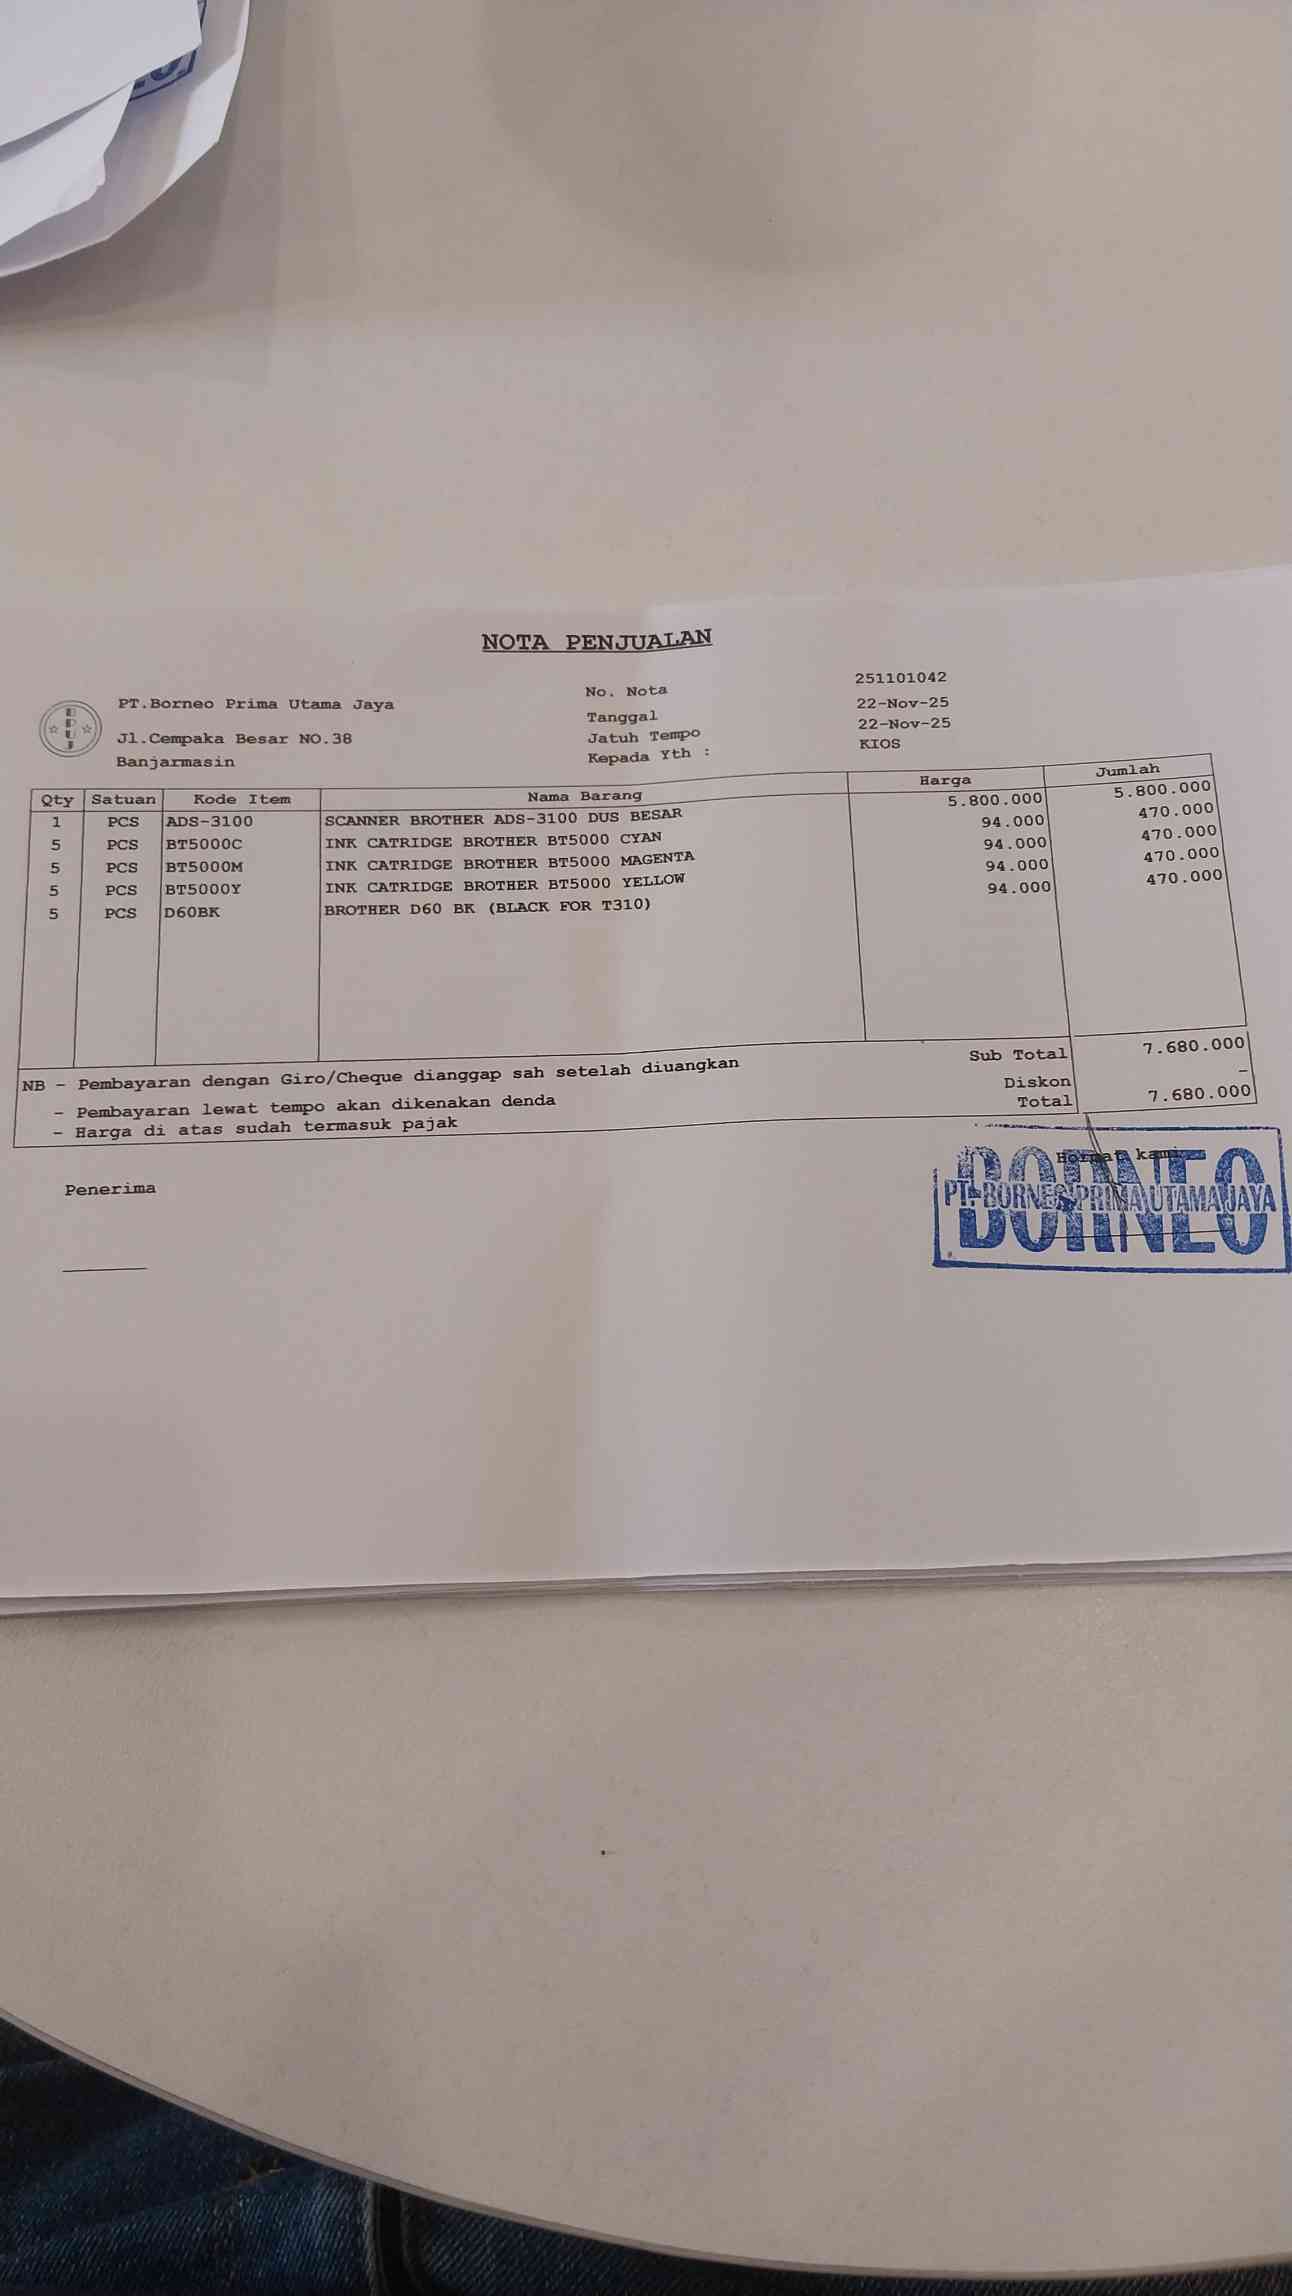 NOTA PENJUALAN
BPUJ
PT.Borneo Prima Utama Jaya
Jl.Cempaka Besar NO.38
Banjarmasin
No. Nota 251101042
Tanggal 22-Nov-25
Jatuh Tempo 22-Nov-25
Kepada Yth : KIOS
Qty Satuan Kode Item Nama Barang Harga Jumlah
1 PCS ADS-3100 SCANNER BROTHER ADS-3100 DUS BESAR 5.800.000 5.800.000
5 PCS BT5000C INK CATRIDGE BROTHER BT5000 CYAN 94.000 470.000
5 PCS BT5000M INK CATRIDGE BROTHER BT5000 MAGENTA 94.000 470.000
5 PCS BT5000Y INK CATRIDGE BROTHER BT5000 YELLOW 94.000 470.000
5 PCS D60BK BROTHER D60 BK (BLACK FOR T310) 94.000 470.000
NB - Pembayaran dengan Giro/Cheque dianggap sah setelah diuangkan
- Pembayaran lewat tempo akan dikenakan denda
- Harga di atas sudah termasuk pajak
Sub Total 7.680.000
Diskon -
Total 7.680.000
Penerima
Hormat kami
BORNEO
PT. BORNEO PRIMA UTAMA JAYA